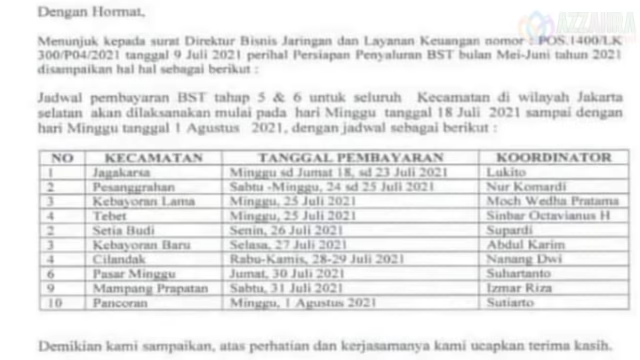 Dengan Hormat,
AZZAHRA
Menunjuk kepada surat Direktur Bisnis Jaringan dan Layanan Keuangan nomor : POS.1400/LK
300/P04/2021 tanggal 9 Juli 2021 perihal Persiapan Penyaluran BST bulan Mei-Juni tahun 2021
disampaikan hal hal sebagai berikut :
Jadwal pembayaran BST tahap 5 & 6 untuk seluruh Kecamatan di wilayah Jakarta
selatan akan dilaksanakan mulai pada hari Minggu tanggal 18 Juli 2021 sampai dengan
hari Minggu tanggal 1 Agustus 2021, dengan jadwal sebagai berikut :
NO KECAMATAN TANGGAL PEMBAYARAN KOORDINATOR
1 Jagakarsa Minggu sd Jumat 18, sd 23 Juli 2021 Lukito
2 Pesanggrahan Sabtu -Minggu, 24 sd 25 Juli 2021 Nur Komardi
3 Kebayoran Lama Minggu, 25 Juli 2021 Moch Wedha Pratama
4 Tebet Minggu, 25 Juli 2021 Sinbar Octavianus H
2 Setia Budi Senin, 26 Juli 2021 Supardi
3 Kebayoran Baru Selasa, 27 Juli 2021 Abdul Karim
4 Cilandak Rabu-Kamis, 28-29 Juli 2021 Nanang Dwi
6 Pasar Minggu Jumat, 30 Juli 2021 Suhartanto
9 Mampang Prapatan Sabtu, 31 Juli 2021 Izmar Riza
10 Pancoran Minggu, 1 Agustus 2021 Sutiarto
Demikian kami sampaikan, atas perhatian dan kerjasamanya kami ucapkan terima kasih.